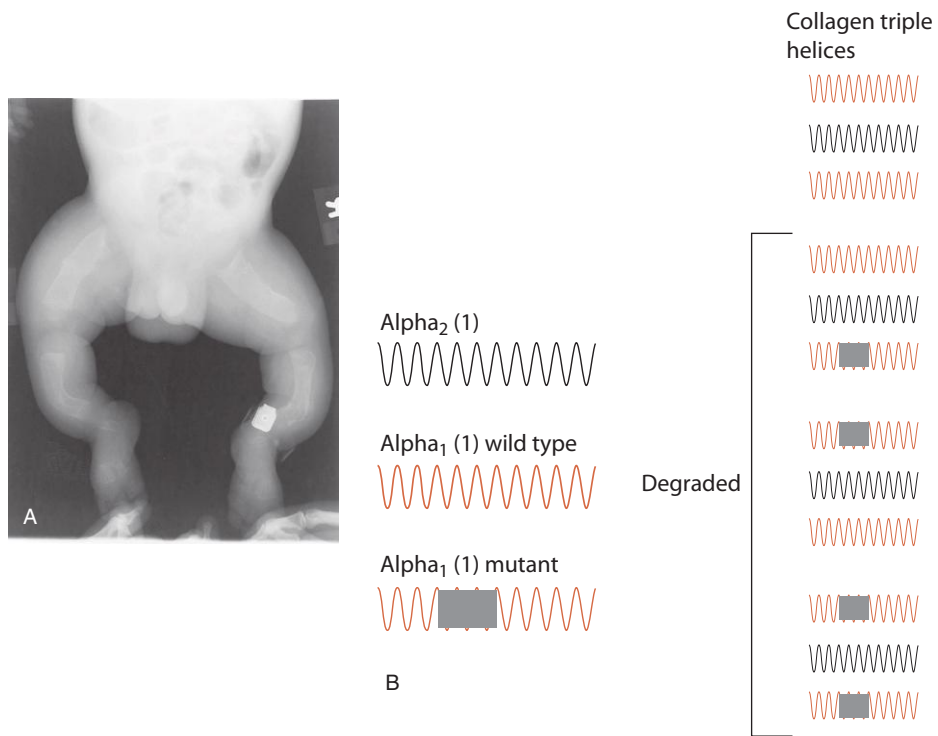 Collagen triple
helices
Alpha₂ (1)
Alpha₁ (1) wild type
Degraded
Alpha₁ (1) mutant
A
B